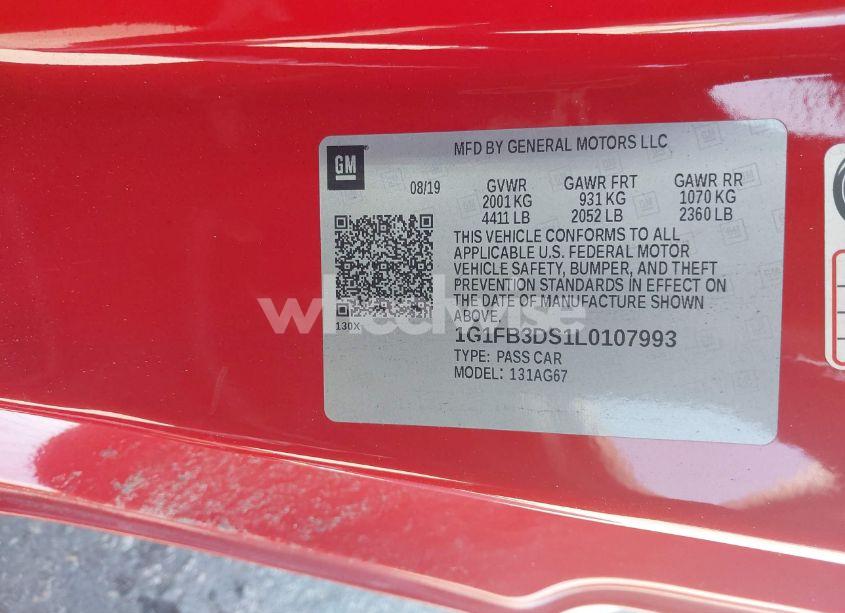 MFD BY GENERAL MOTORS LLC
GM
08/19 GVWR GAWR FRT GAWR RR
2001 KG 931 KG 1070 KG
4411 LB 2052 LB 2360 LB
THIS VEHICLE CONFORMS TO ALL
APPLICABLE U.S. FEDERAL MOTOR
VEHICLE SAFETY, BUMPER, AND THEFT
PREVENTION STANDARDS IN EFFECT ON
THE DATE OF MANUFACTURE SHOWN
ABOVE.
130X
1G1FB3DS1L0107993
TYPE: PASS CAR
MODEL: 131AG67
wheelwise